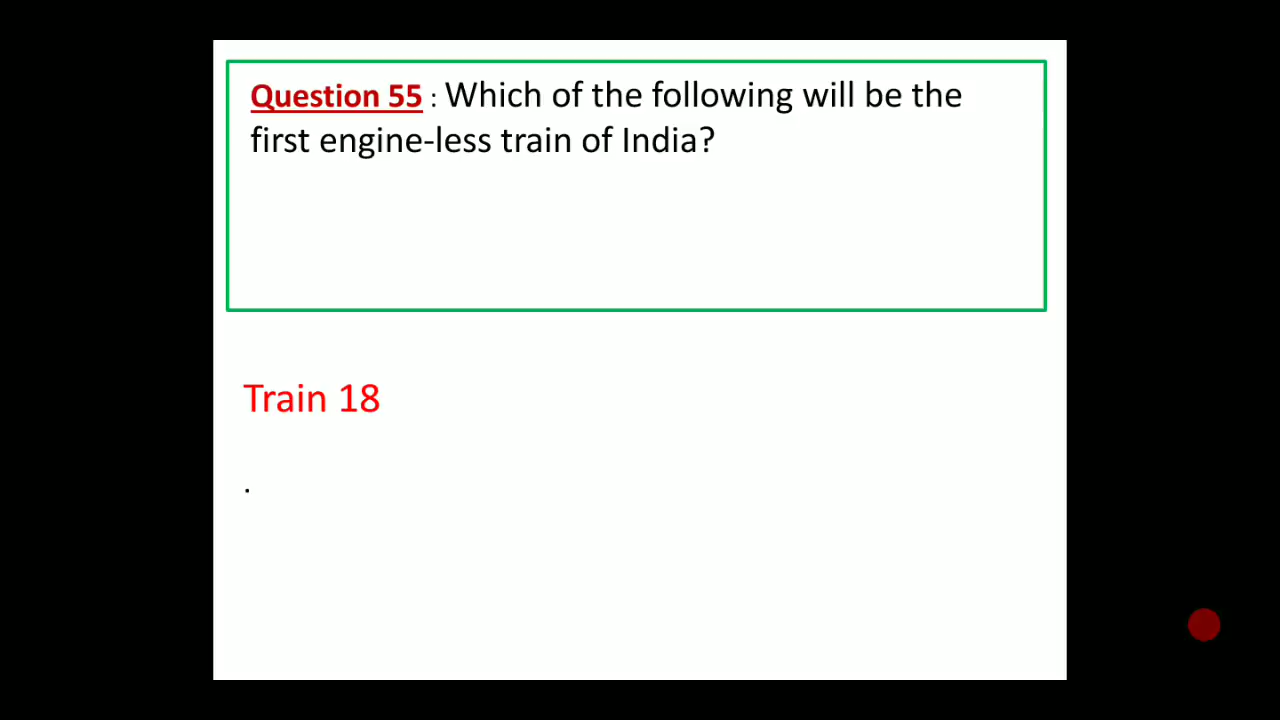 Question 55 : Which of the following will be the
first engine-less train of India?
Train 18
.